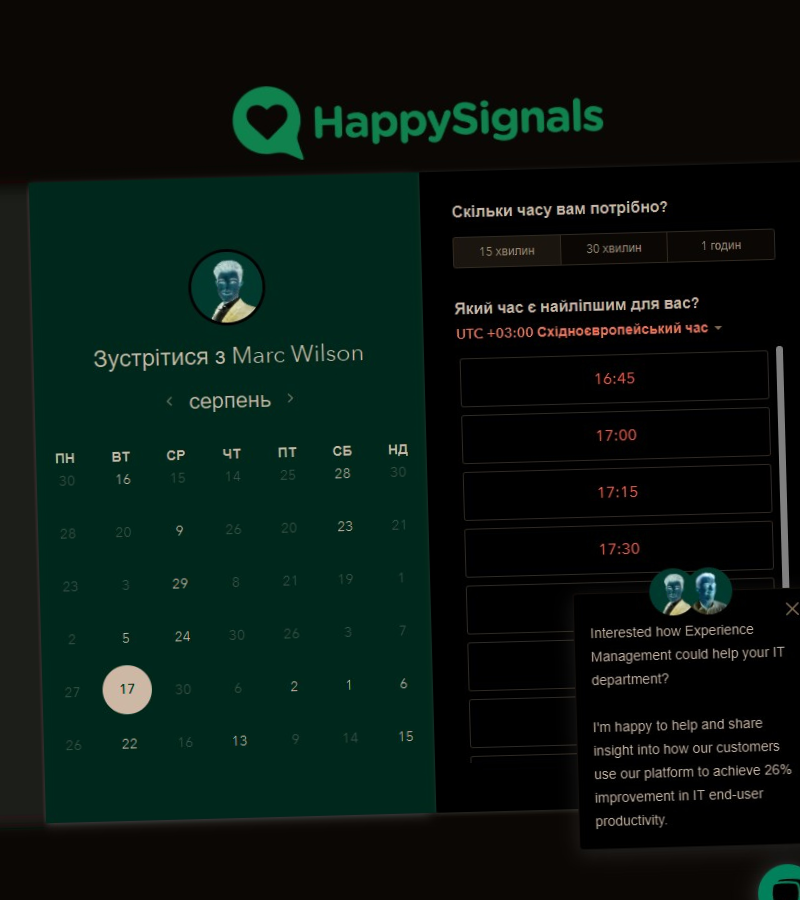 HappySignals
Зустрітися з Marc Wilson
серпень
ПН ВТ СР ЧТ ПТ СБ НД
30 16 15 14 25 28 30
28 20 9 26 20 23 21
23 3 29 8 21 19 1
2 5 24 30 26 3 7
27 17 30 6 2 1 6
26 22 16 13 9 14 15
Скільки часу вам потрібно?
15 хвилин 30 хвилин 1 годин
Який час є найліпшим для вас?
UTC +03:00 Східноєвропейський час
16:45
17:00
17:15
17:30
Interested how Experience
Management could help your IT
department?
I'm happy to help and share
insight into how our customers
use our platform to achieve 26%
improvement in IT end-user
productivity.